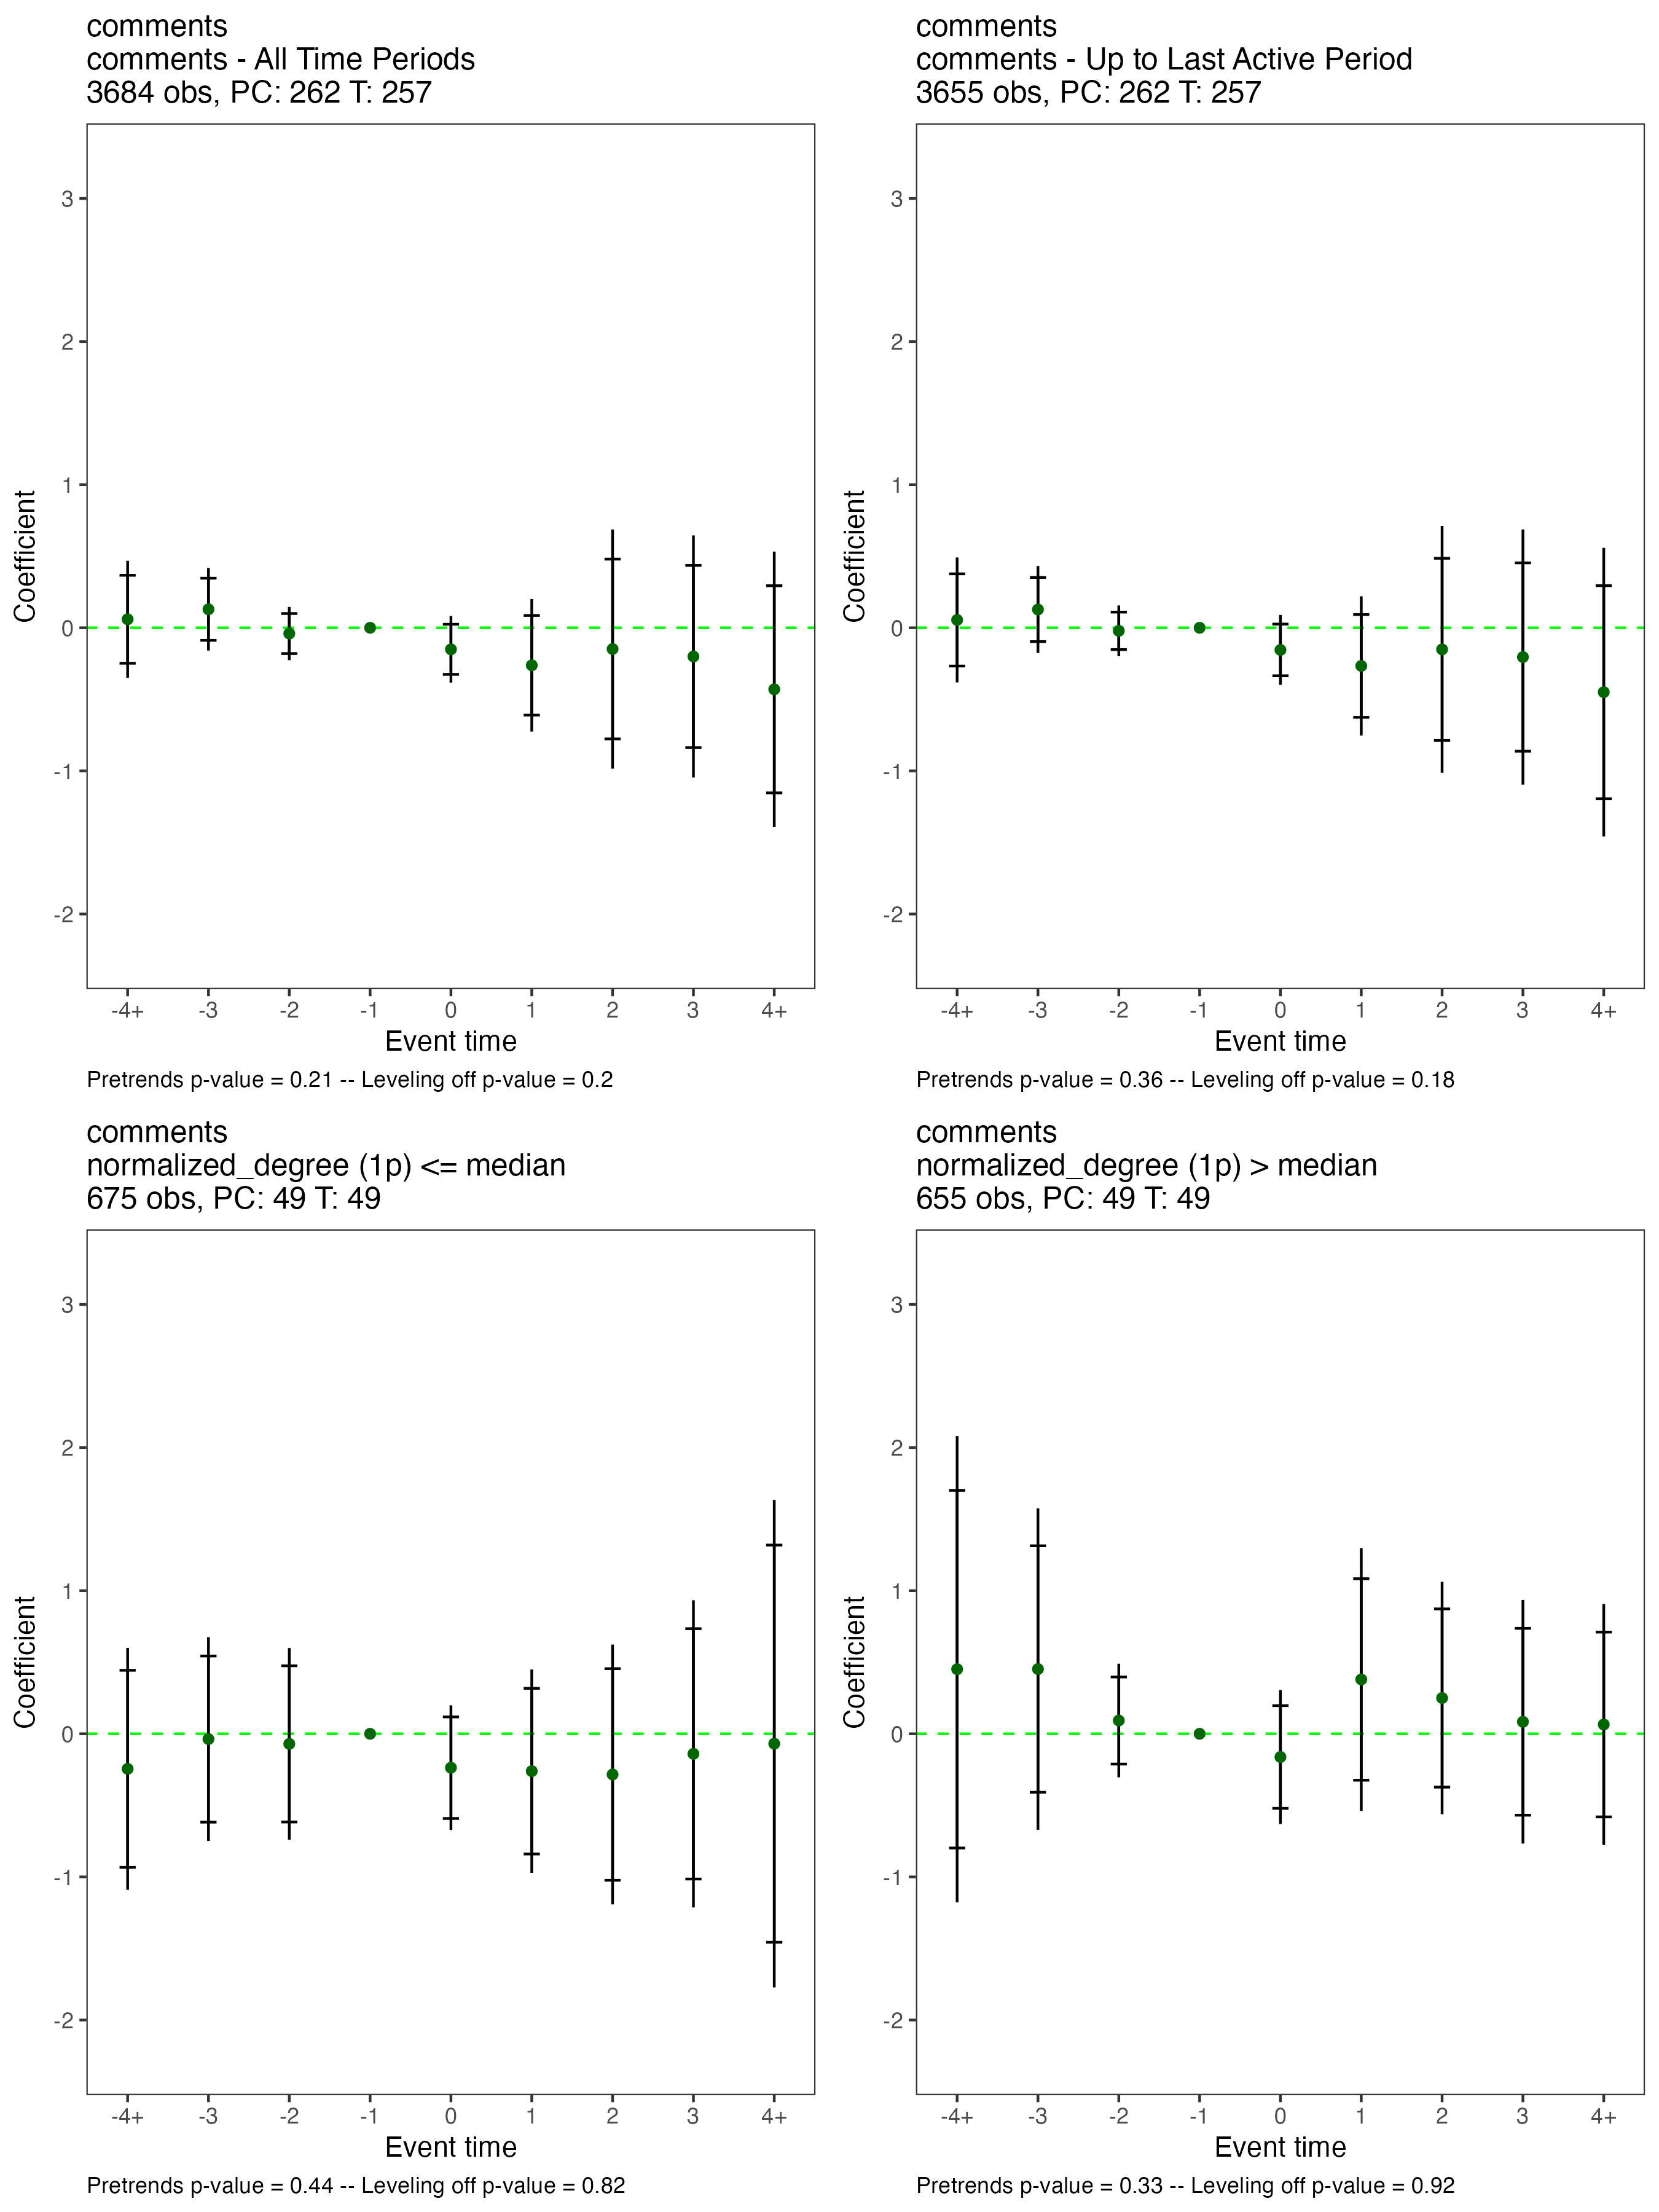 comments
comments - All Time Periods
3684 obs, PC: 262 T: 257
3
2
1
0
-1
-2
Coefficient
-4+ -3 -2 -1 0 1 2 3 4+
Event time
Pretrends p-value = 0.21 -- Leveling off p-value = 0.2
comments
comments - Up to Last Active Period
3655 obs, PC: 262 T: 257
3
2
1
0
-1
-2
Coefficient
-4+ -3 -2 -1 0 1 2 3 4+
Event time
Pretrends p-value = 0.36 -- Leveling off p-value = 0.18
comments
normalized_degree (1p) <= median
675 obs, PC: 49 T: 49
3
2
1
0
-1
-2
Coefficient
-4+ -3 -2 -1 0 1 2 3 4+
Event time
Pretrends p-value = 0.44 -- Leveling off p-value = 0.82
comments
normalized_degree (1p) > median
655 obs, PC: 49 T: 49
3
2
1
0
-1
-2
Coefficient
-4+ -3 -2 -1 0 1 2 3 4+
Event time
Pretrends p-value = 0.33 -- Leveling off p-value = 0.92